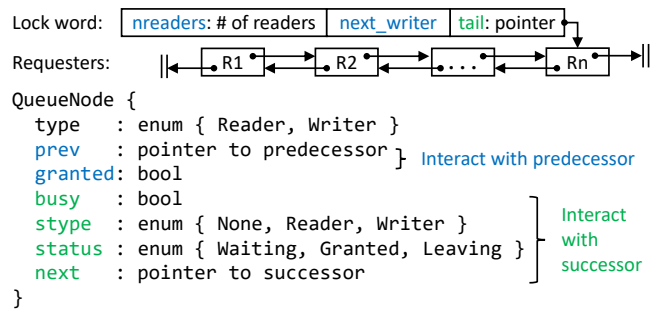 Lock word: nreaders: # of readers next_writer tail: pointer
Requesters: R1 R2 ... Rn
QueueNode {
type : enum { Reader, Writer }
prev : pointer to predecessor
Interact with predecessor
granted: bool
busy : bool
stype : enum { None, Reader, Writer }
status : enum { Waiting, Granted, Leaving }
next : pointer to successor
Interact
with
successor
}